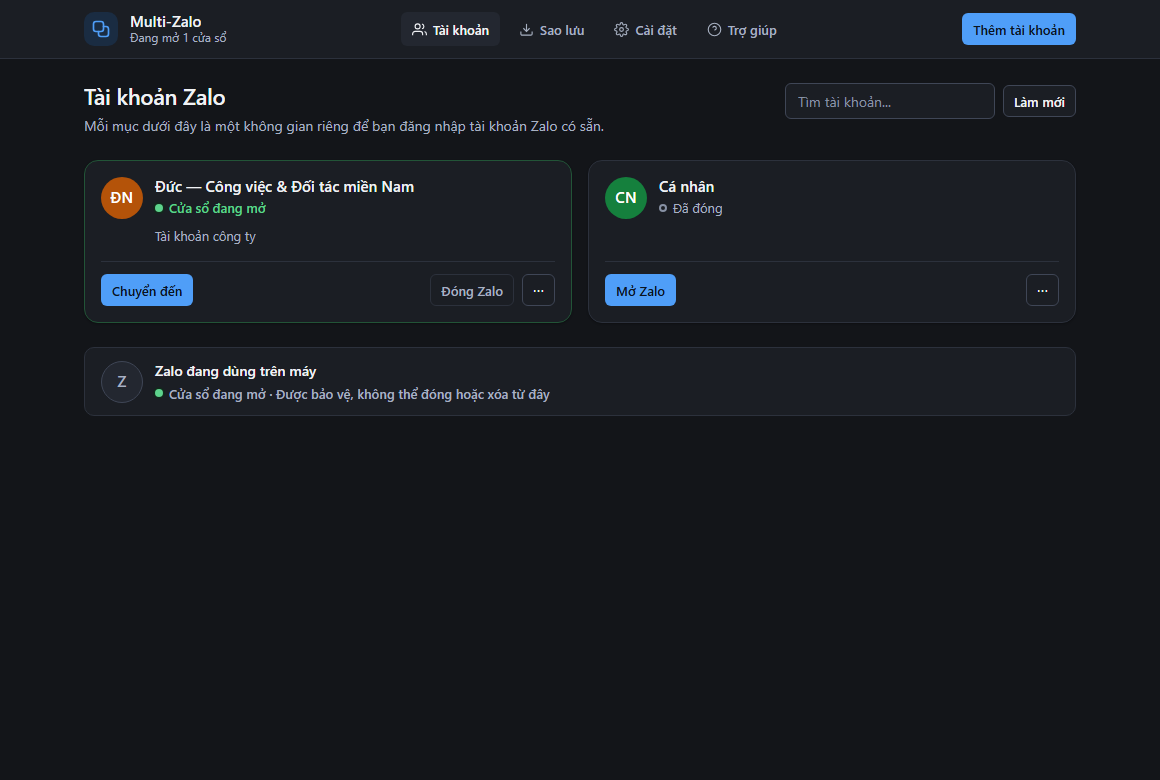 Multi-Zalo
Đang mở 1 cửa sổ
Tài khoản
Sao lưu
Cài đặt
Trợ giúp
Thêm tài khoản
Tài khoản Zalo
Mỗi mục dưới đây là một không gian riêng để bạn đăng nhập tài khoản Zalo có sẵn.
Tìm tài khoản...
Làm mới
ĐN
Đức — Công việc & Đối tác miền Nam
Cửa sổ đang mở
Tài khoản công ty
Chuyển đến
Đóng Zalo
...
CN
Cá nhân
Đã đóng
Mở Zalo
...
Z
Zalo đang dùng trên máy
Cửa sổ đang mở · Được bảo vệ, không thể đóng hoặc xóa từ đây